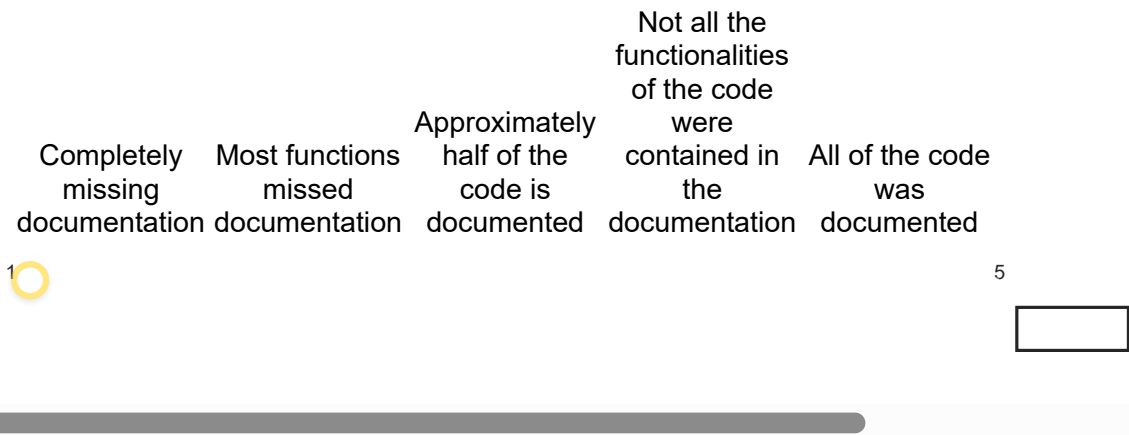 Completely
missing
documentation
Most functions
missed
documentation
Approximately
half of the
code is
documented
Not all the
functionalities
of the code
were
contained in
the
documentation
All of the code
was
documented
1
5